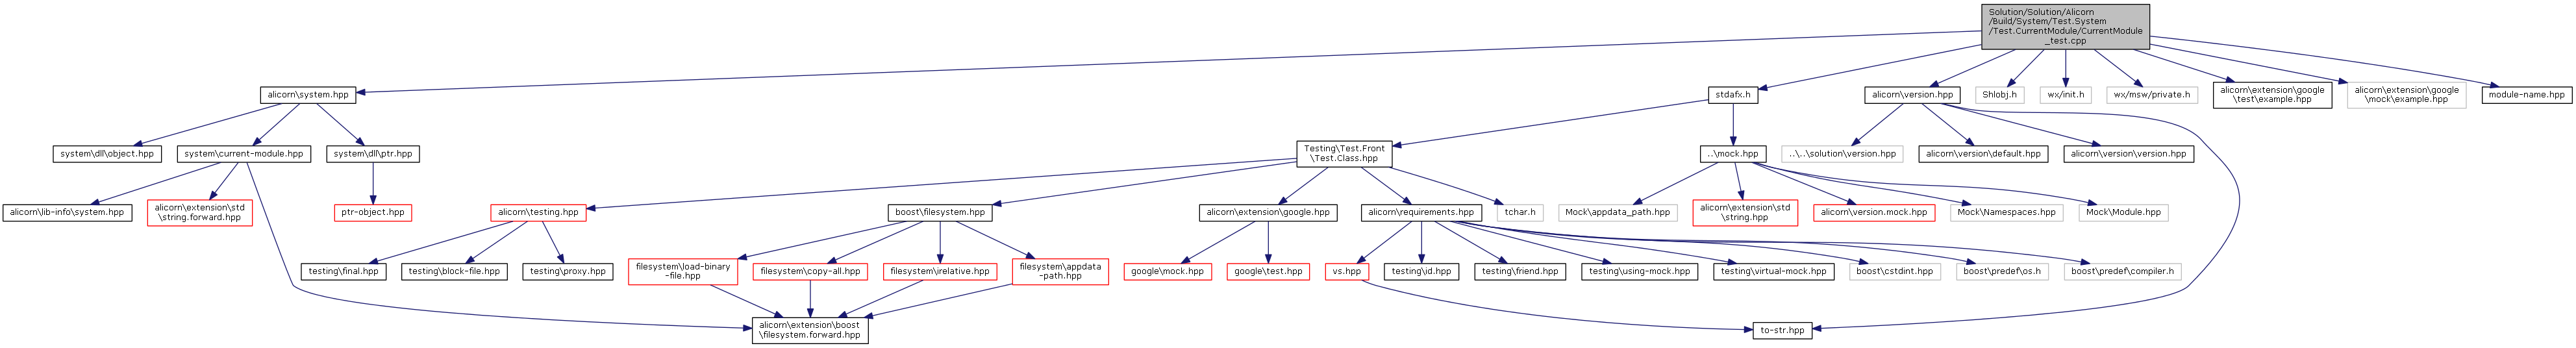 Solution/Solution/Alicorn
/Build/System/Test.System
/Test.CurrentModule/CurrentModule
_test.cpp
alicorn\system.hpp
stdafx.h
alicorn\version.hpp
Shlobj.h
wx/init.h
wx/msw/private.h
alicorn\extension\google
test\example.hpp
alicorn\extension\google
\mock\example.hpp
module-name.hpp
system\dll\object.hpp
system\current-module.hpp
system\dll\ptr.hpp
Testing\Test.Front
\Test.Class.hpp
..\mock.hpp
..\..\solution\version.hpp
alicorn\version\default.hpp
alicorn\version\version.hpp
alicorn\lib-info\system.hpp
alicorn\extension\std
\string.forward.hpp
ptr-object.hpp
alicorn\testing.hpp
boost\filesystem.hpp
alicorn\extension\google.hpp
alicorn\requirements.hpp
tchar.h
Mock\appdata_path.hpp
alicorn\extension\std
\string.hpp
alicorn\version.mock.hpp
Mock\Namespaces.hpp
Mock\Module.hpp
testing\final.hpp
testing\block-file.hpp
testing\proxy.hpp
filesystem\load-binary
-file.hpp
filesystem\copy-all.hpp
filesystem\irelative.hpp
filesystem\appdata
-path.hpp
google\mock.hpp
google\test.hpp
vs.hpp
testing\id.hpp
testing\friend.hpp
testing\using-mock.hpp
testing\virtual-mock.hpp
boost\cstdint.hpp
boost\predef\os.h
boost\predef\compiler.h
alicorn\extension\boost
\filesystem.forward.hpp
to-str.hpp